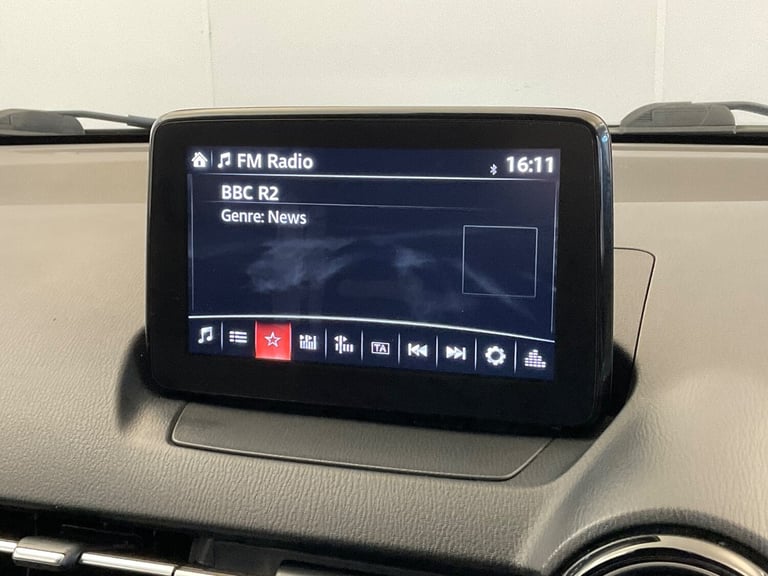 FM Radio 16:11
BBC R2
Genre: News
TA